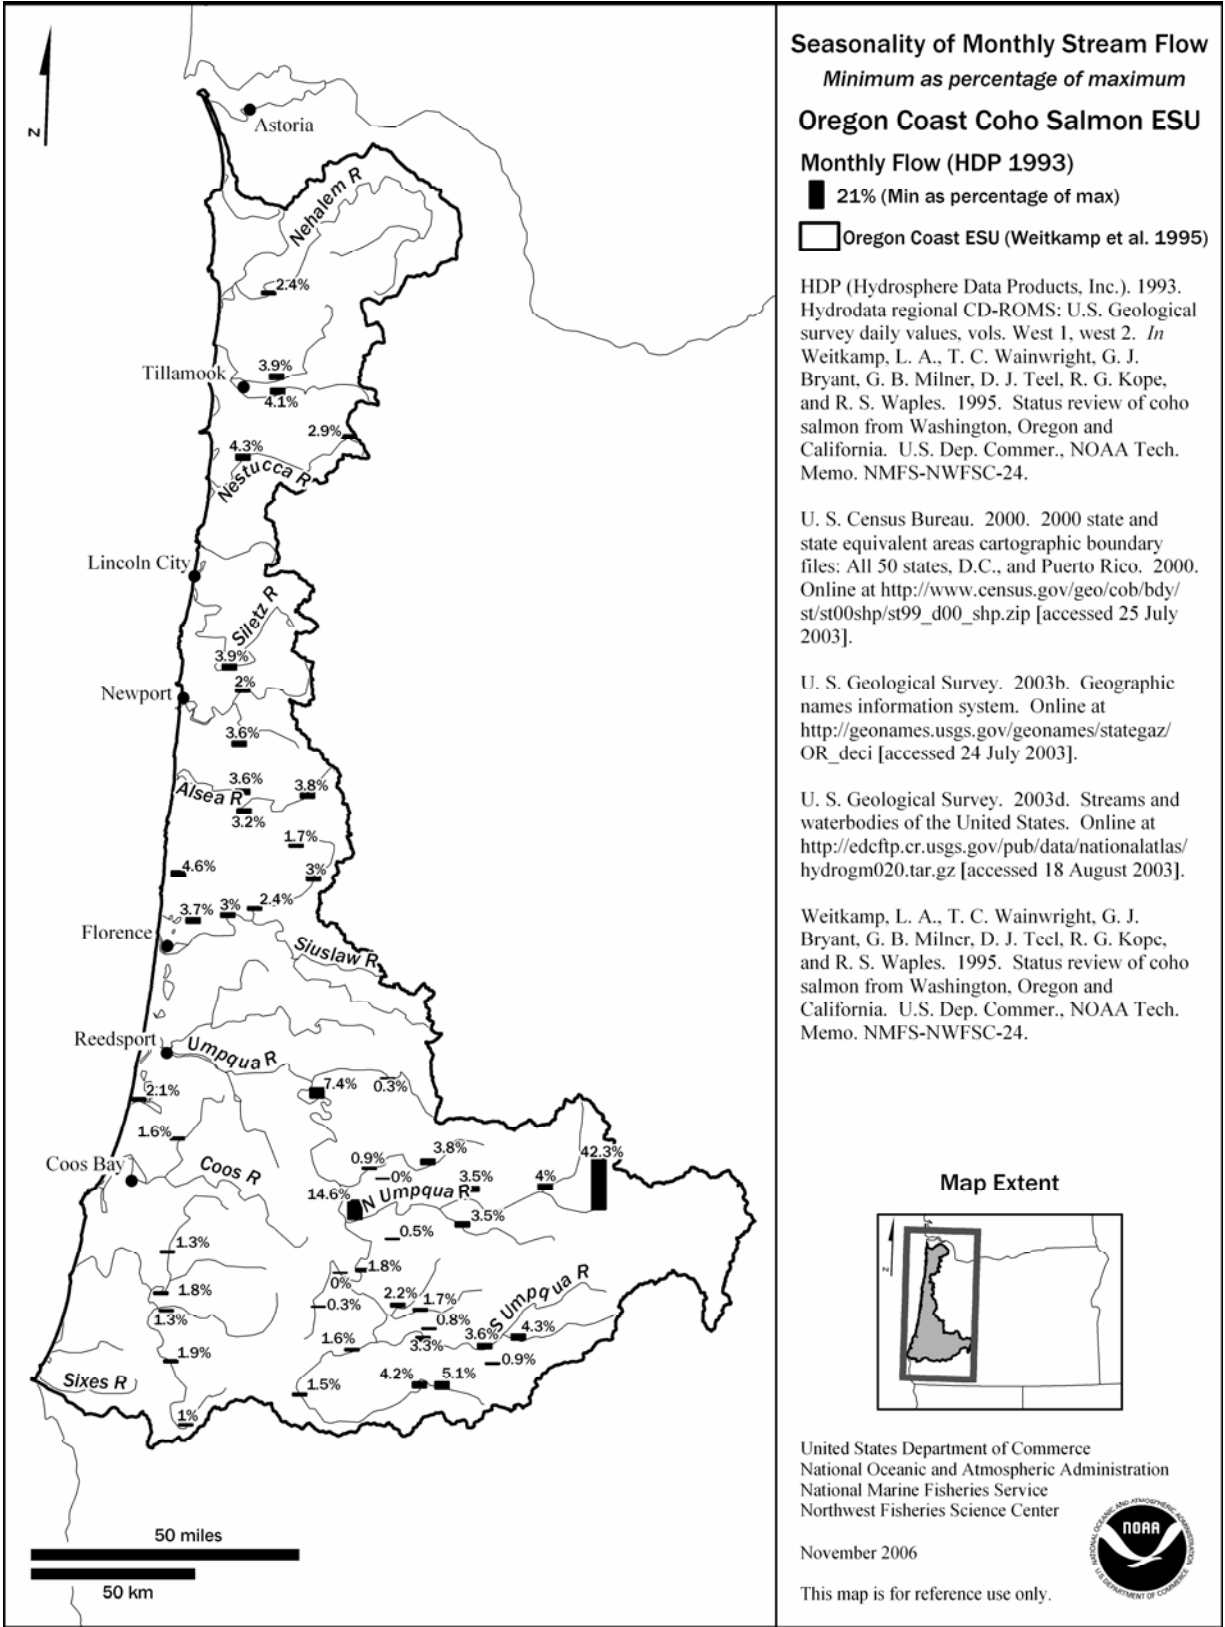 Seasonality of Monthly Stream Flow
Minimum as percentage of maximum
Oregon Coast Coho Salmon ESU
Monthly Flow (HDP 1993)
21% (Min as percentage of max)
Oregon Coast ESU (Weitkamp et al. 1995)
HDP (Hydrosphere Data Products, Inc.). 1993.
Hydrodata regional CD-ROMS: U.S. Geological
survey daily values, vols. West 1, west 2. In
Weitkamp, L. A., T. C. Wainwright, G. J.
Bryant, G. B. Milner, D. J. Teel, R. G. Kope,
and R. S. Waples. 1995. Status review of coho
salmon from Washington, Oregon and
California. U.S. Dep. Commer., NOAA Tech.
Memo. NMFS-NWFSC-24.
U. S. Census Bureau. 2000. 2000 state and
state equivalent areas cartographic boundary
files: All 50 states, D.C., and Puerto Rico. 2000.
Online at http://www.census.gov/geo/cob/bdy/
st/st00shp/st99_d00_shp.zip [accessed 25 July
2003].
U. S. Geological Survey. 2003b. Geographic
names information system. Online at
http://geonames.usgs.gov/geonames/stategaz/
OR_deci [accessed 24 July 2003].
U. S. Geological Survey. 2003d. Streams and
waterbodies of the United States. Online at
http://edcftp.cr.usgs.gov/pub/data/nationalatlas/
hydrogm020.tar.gz [accessed 18 August 2003].
Weitkamp, L. A., T. C. Wainwright, G. J.
Bryant, G. B. Milner, D. J. Teel, R. G. Kope,
and R. S. Waples. 1995. Status review of coho
salmon from Washington, Oregon and
California. U.S. Dep. Commer., NOAA Tech.
Memo. NMFS-NWFSC-24.
Map Extent
N
United States Department of Commerce
National Oceanic and Atmospheric Administration
National Marine Fisheries Service
Northwest Fisheries Science Center
November 2006
This map is for reference use only.
NATIONAL OCEANIC AND ATMOSPHERIC ADMINISTRATION
NOAA
U.S. DEPARTMENT OF COMMERCE
N
Astoria
Nehalem R
2.4%
3.9%
Tillamook
4.1%
2.9%
4.3%
Nestucca R
Lincoln City
Siletz R
3.9%
2%
Newport
3.6%
3.6%
3.8%
Alsea R
3.2%
1.7%
4.6%
3%
2.4%
3%
3.7%
Florence
Siuslaw R
Reedsport
Umpqua R
7.4%
0.3%
2.1%
1.6%
3.8%
42.3%
0.9%
Coos Bay
Coos R
0%
3.5%
4%
14.6%
N Umpqua R
3.5%
0.5%
1.3%
1.8%
0%
S Umpqua R
1.8%
2.2%
1.7%
0.3%
1.3%
0.8%
4.3%
3.6%
1.6%
3.3%
1.9%
0.9%
Sixes R
1.5%
4.2%
5.1%
1%
50 miles
50 km